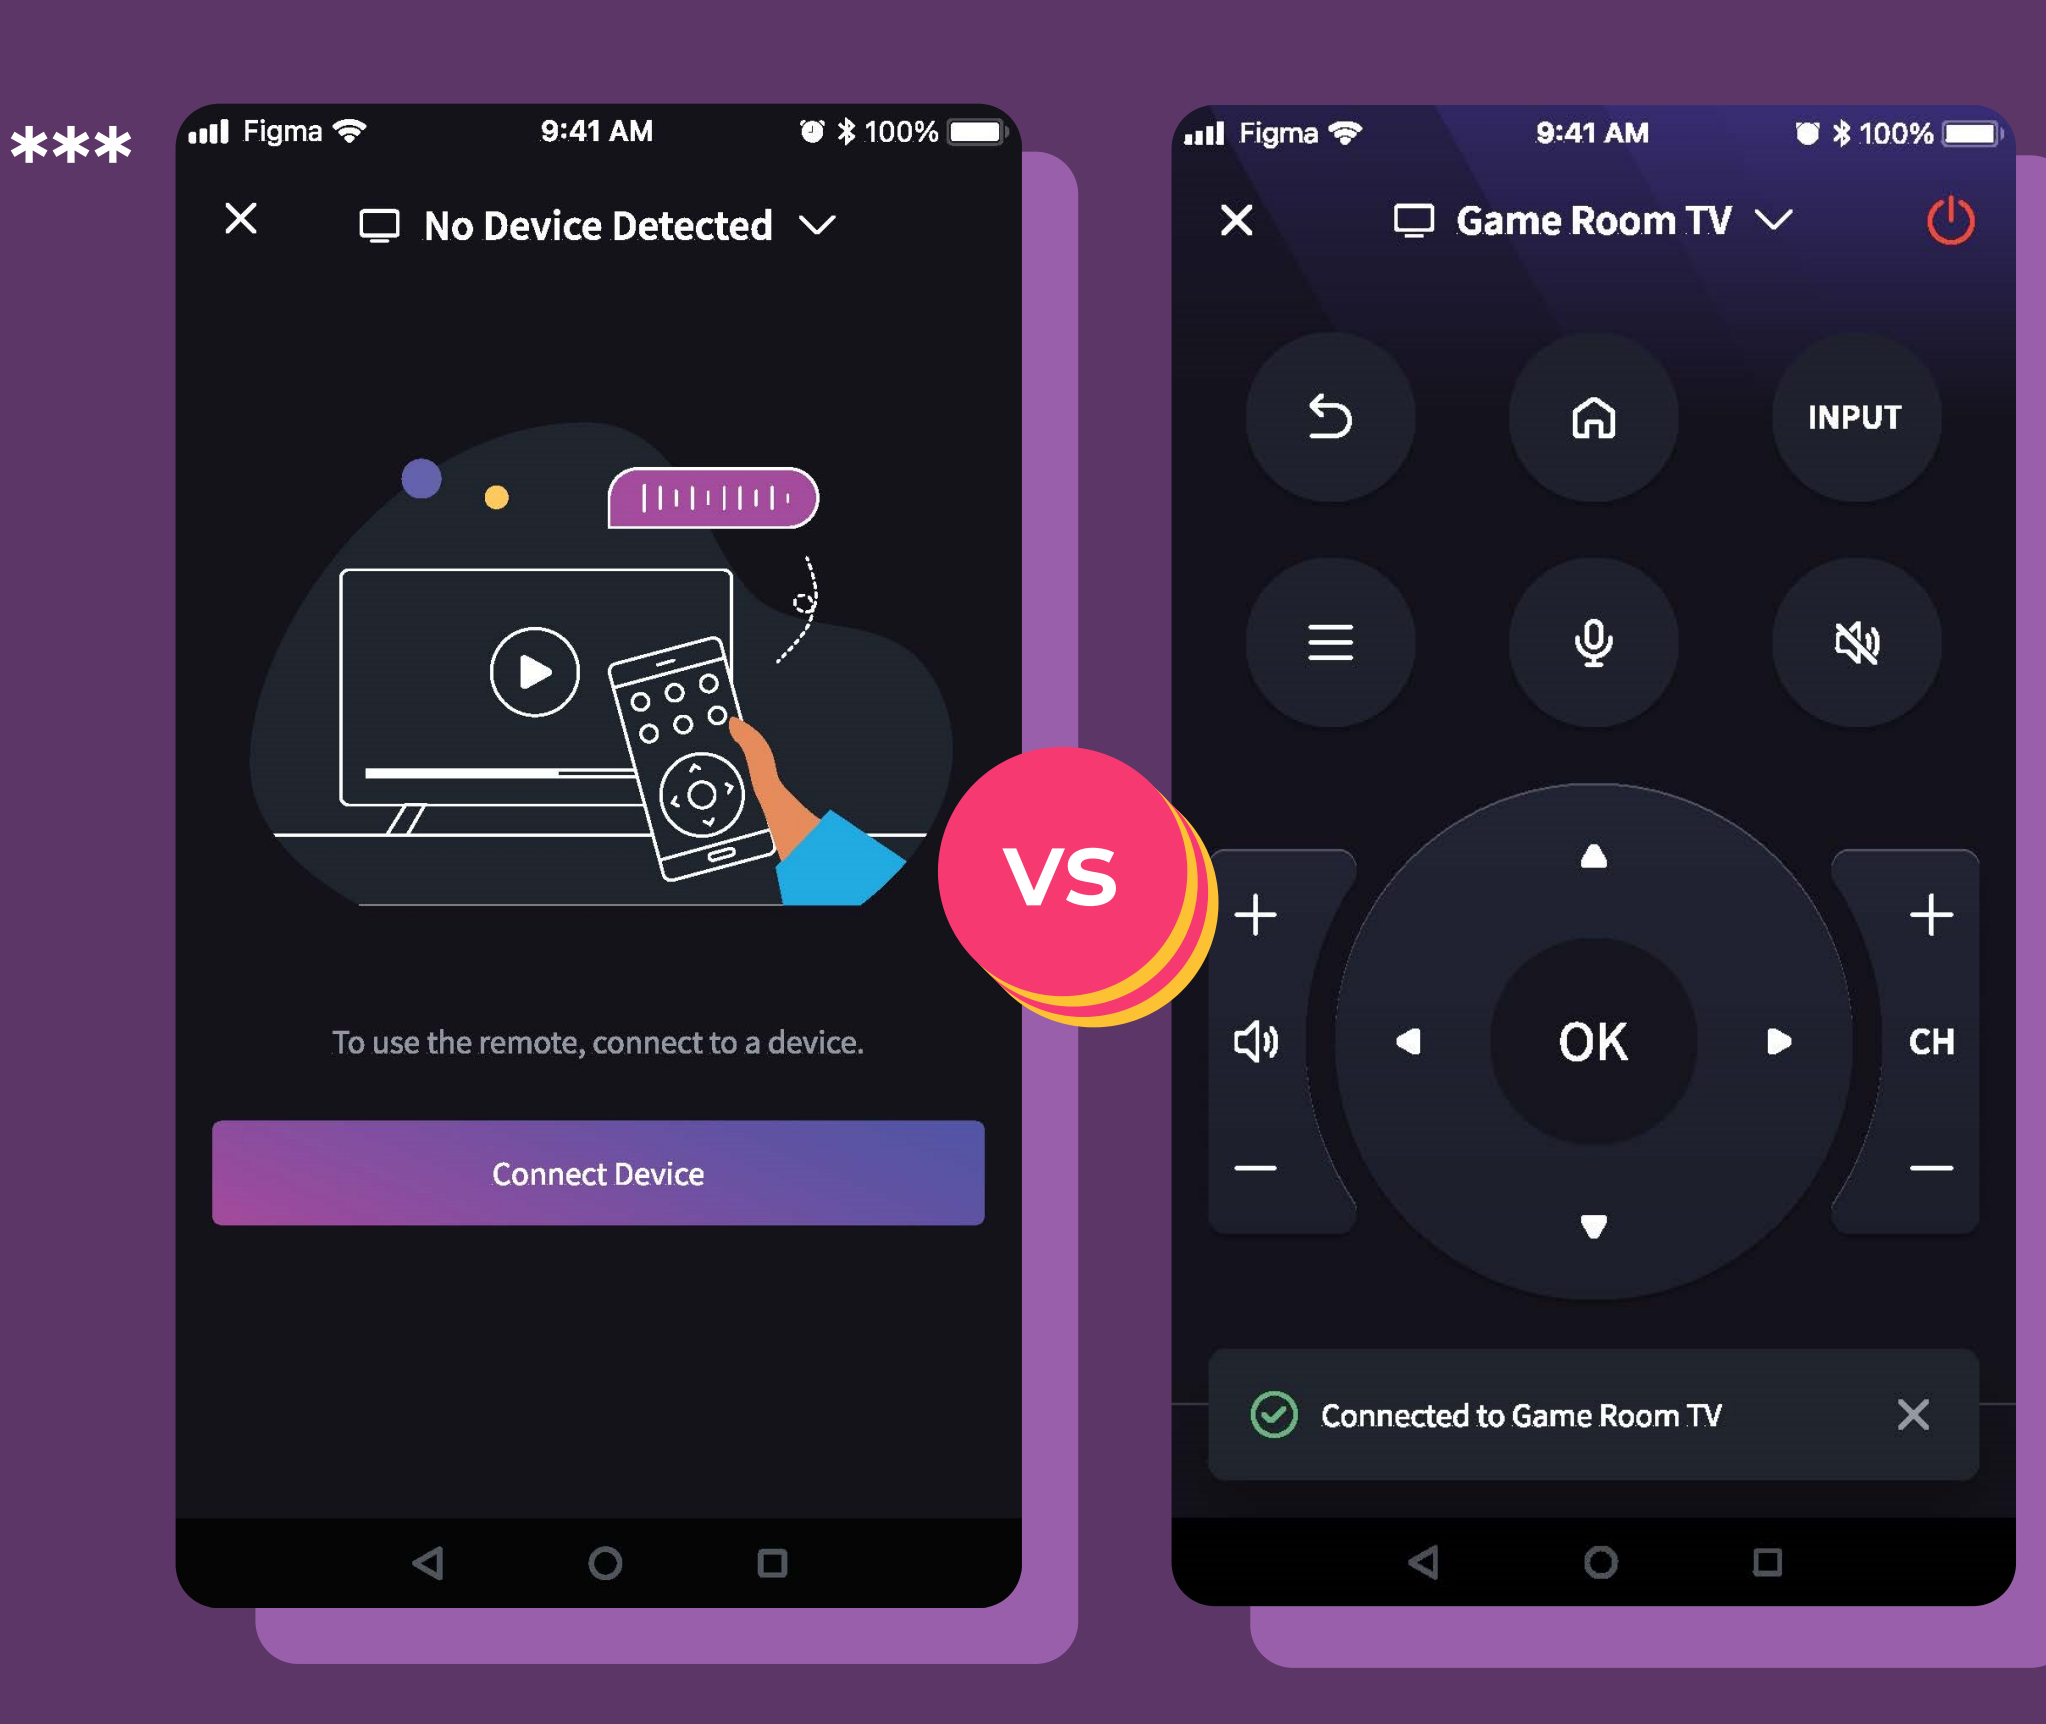 ***
Figma
9:41 AM
100%
No Device Detected
To use the remote, connect to a device.
Connect Device
VS
Figma
9:41 AM
100%
Game Room TV
INPUT
OK
CH
Connected to Game Room TV